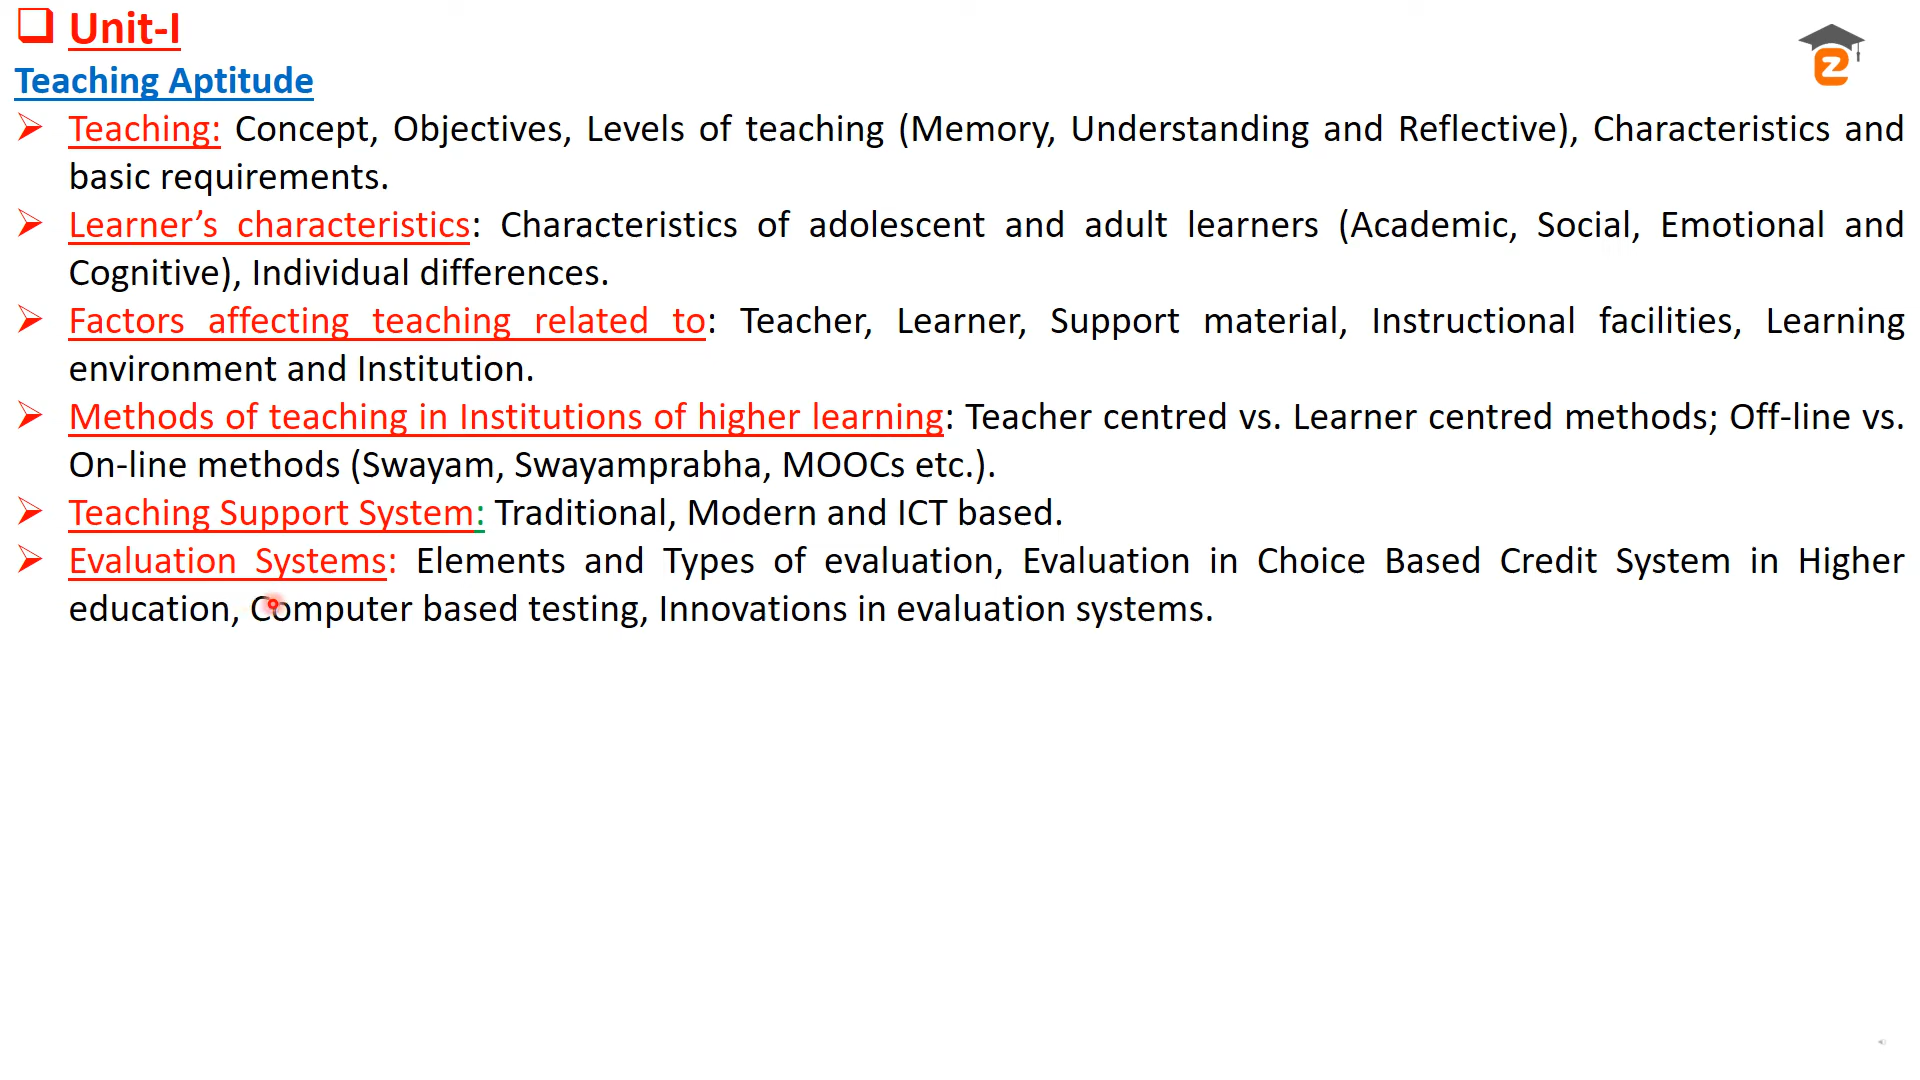 Unit-I
Teaching Aptitude
Teaching: Concept, Objectives, Levels of teaching (Memory, Understanding and Reflective), Characteristics and
basic requirements.
Learner’s characteristics: Characteristics of adolescent and adult learners (Academic, Social, Emotional and
Cognitive), Individual differences.
Factors affecting teaching related to: Teacher, Learner, Support material, Instructional facilities, Learning
environment and Institution.
Methods of teaching in Institutions of higher learning: Teacher centred vs. Learner centred methods; Off-line vs.
On-line methods (Swayam, Swayamprabha, MOOCs etc.).
Teaching Support System: Traditional, Modern and ICT based.
Evaluation Systems: Elements and Types of evaluation, Evaluation in Choice Based Credit System in Higher
education, Computer based testing, Innovations in evaluation systems.